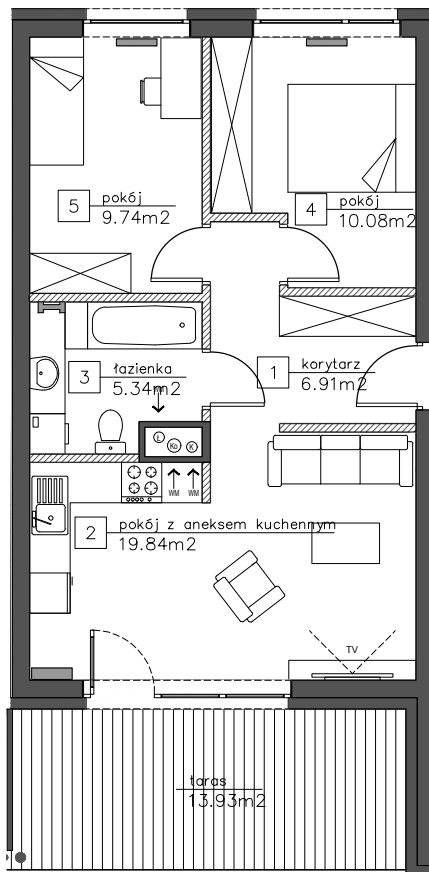 5
pokój
9.74m2
4
pokój
10.08m2
3
łazienka
5.34m2
1
korytarz
6.91m2
Ł
Ko
K
WM
WM
2
pokój z aneksem kuchennym
19.84m2
TV
taras
13.93m2